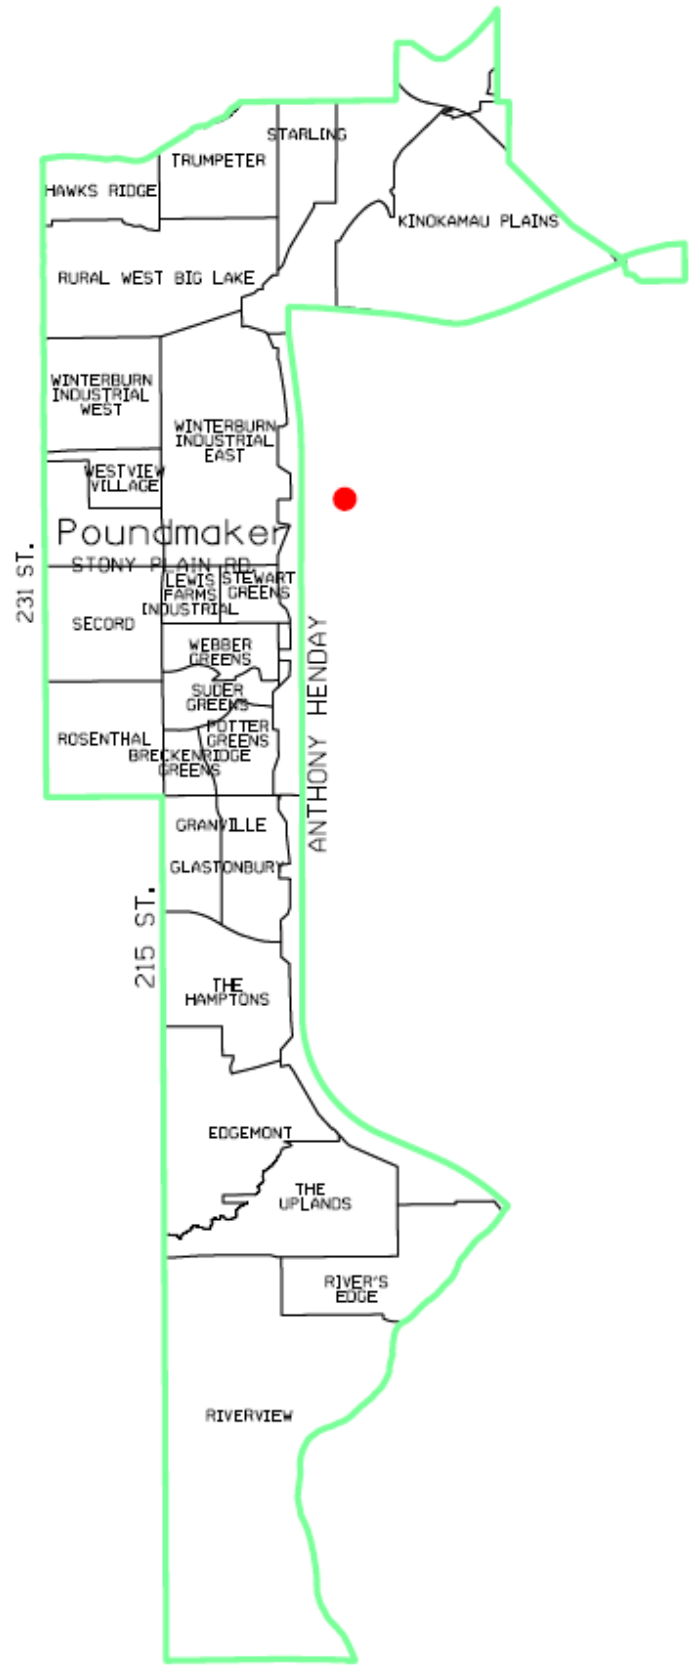 STARLING
TRUMPETER
HAWKS RIDGE
KINOKAMAU PLAINS
RURAL WEST BIG LAKE
WINTERBURN
INDUSTRIAL
WEST
WINTERBURN
INDUSTRIAL
EAST
WESTVIEW
VILLAGE
Poundmaker
STONY PLAIN RD.
231 ST.
LEWIS
FARMS
INDUSTRIAL
STEWART
GREENS
SECORD
WEBBER
GREENS
SUDER
GREENS
ROSENTHAL
POTTER
GREENS
BRECKENRIDGE
GREENS
ANTHONY HENDAY
GRANVILLE
GLASTONBURY
215 ST.
THE
HAMPTONS
EDGEMONT
THE
UPLANDS
RIVER'S
EDGE
RIVERVIEW